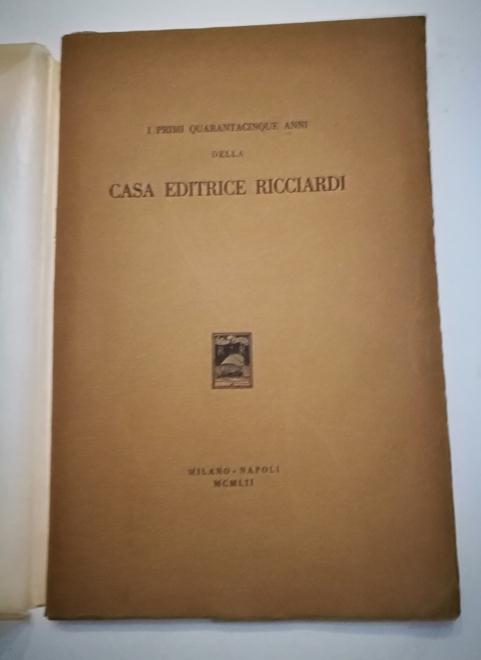 I PRIMI QUARANTACINQUE ANNI
DELLA
CASA EDITRICE RICCIARDI
MILANO - NAPOLI
MCMLII